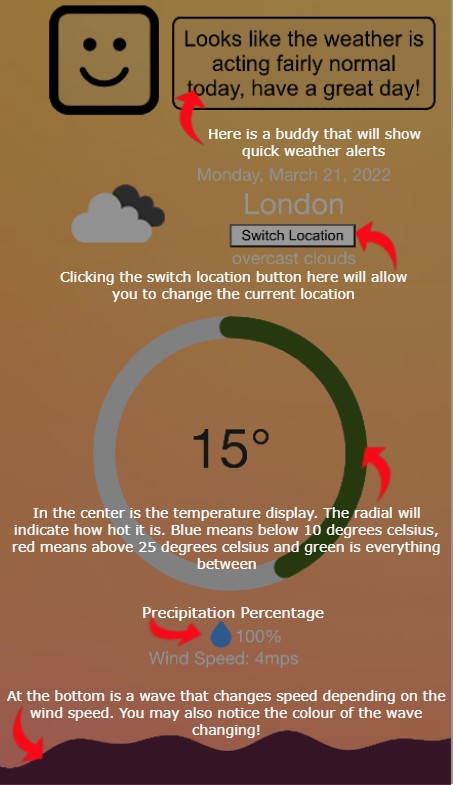 Looks like the weather is
acting fairly normal
today, have a great day!
Here is a buddy that will show
quick weather alerts
Monday, March 21, 2022
London
Switch Location
overcast clouds
Clicking the switch location button here will allow
you to change the current location
15°
In the center is the temperature display. The radial will
indicate how hot it is. Blue means below 10 degrees celsius,
red means above 25 degrees celsius and green is everything
between
Precipitation Percentage
100%
Wind Speed: 4mps
At the bottom is a wave that changes speed depending on the
wind speed. You may also notice the colour of the wave
changing!